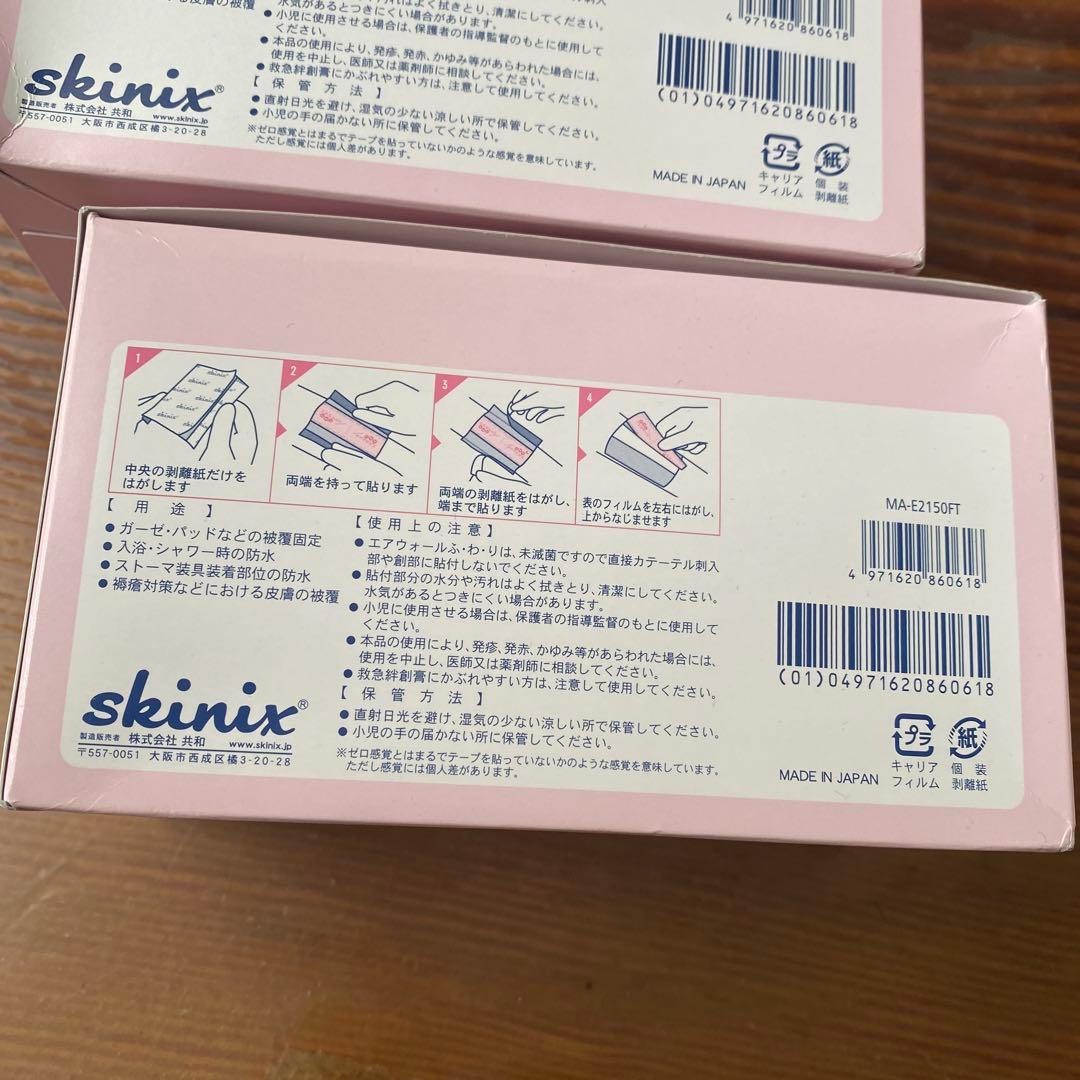 る皮膚の被覆
水気があるとつきにくい場合があります。
●小児に使用させる場合は、保護者の指導監督のもとに使用して
ください。
●本品の使用により、発疹、発赤、かゆみ等があらわれた場合には、
使用を中止し、医師又は薬剤師に相談してください。
●救急絆創膏にかぶれやすい方は、注意して使用してください。
【保管方法】
●直射日光を避け、湿気の少ない涼しい所で保管してください。
●小児の手の届かない所に保管してください。
※ゼロ感覚とはまるでテープを貼っていないかのような感覚を意味しています。
ただし感覚には個人差があります。
skinix®
製造販売者 株式会社 共和 www.skinix.jp
〒557-0051 大阪市西成区橘3-20-28
4 971620 860618
(01)04971620860618
MADE IN JAPAN
プラ
キャリア
フィルム
紙
個装
剥離紙
1
skinix
中央の剥離紙だけを
はがします
2
両端を持って貼ります
3
両端の剥離紙をはがし、
端まで貼ります
4
表のフィルムを左右にはがし、
上からなじませます
【用途】
●ガーゼ・パッドなどの被覆固定
●入浴・シャワー時の防水
●ストーマ装具装着部位の防水
●褥瘡対策などにおける皮膚の被覆
【使用上の注意】
●エアウォールふ・わ・りは、未滅菌ですので直接カテーテル刺入
部や創部に貼付しないでください。
●貼付部分の水分や汚れはよく拭きとり、清潔にしてください。
水気があるとつきにくい場合があります。
●小児に使用させる場合は、保護者の指導監督のもとに使用して
ください。
●本品の使用により、発疹、発赤、かゆみ等があらわれた場合には、
使用を中止し、医師又は薬剤師に相談してください。
●救急絆創膏にかぶれやすい方は、注意して使用してください。
【保管方法】
●直射日光を避け、湿気の少ない涼しい所で保管してください。
●小児の手の届かない所に保管してください。
※ゼロ感覚とはまるでテープを貼っていないかのような感覚を意味しています。
ただし感覚には個人差があります。
skinix®
製造販売者 株式会社 共和 www.skinix.jp
〒557-0051 大阪市西成区橘3-20-28
MA-E2150FT
4 971620 860618
(01)04971620860618
MADE IN JAPAN
プラ
キャリア
フィルム
紙
個装
剥離紙